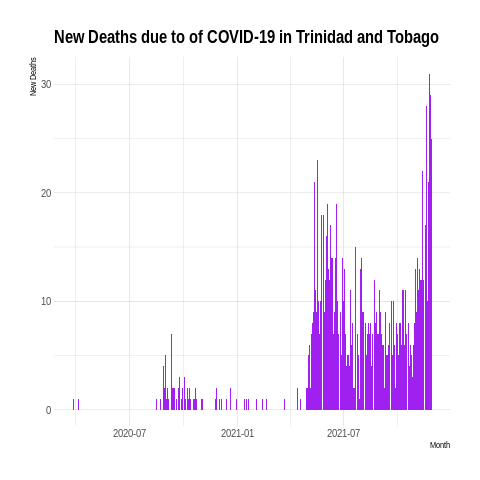 New Deaths due to of COVID-19 in Trinidad and Tobago
New Deaths
30
20
10
0
2020-07 2021-01 2021-07
Month